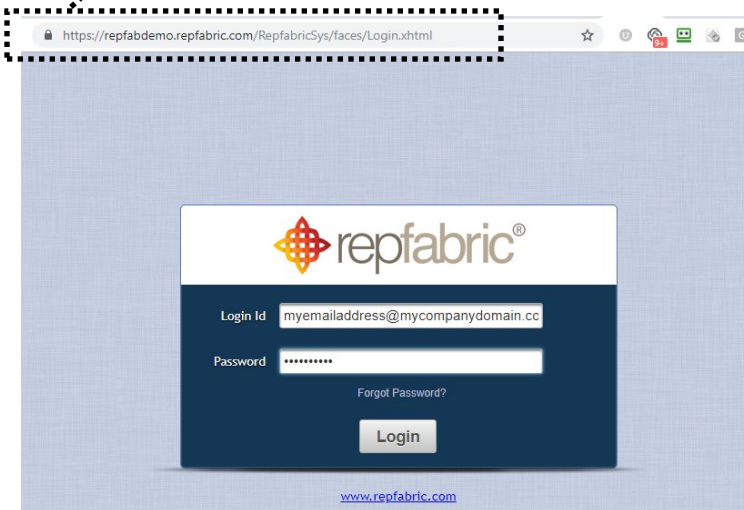 https://repfabdemo.repfabric.com/RepfabricSys/faces/Login.xhtml
9+
repfabric®
Login Id myemailaddress@mycompanydomain.cc
Password ••••••••••
Forgot Password?
Login
www.repfabric.com